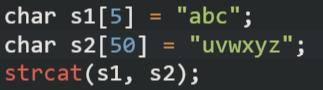 char s1[5] = "abc";
char s2[50] = "uvwxyz";
strcat(s1, s2);